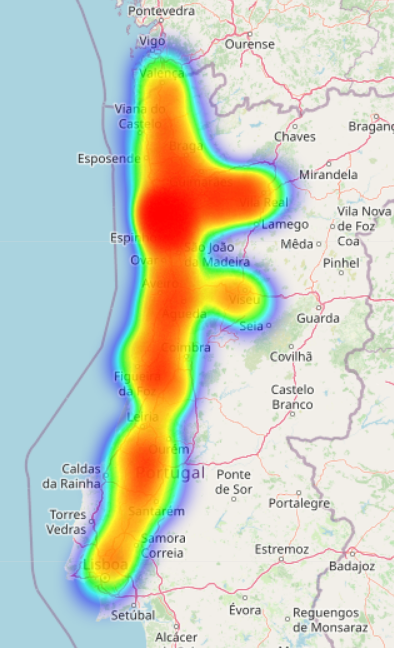 Pontevedra
Vigo
Ourense
Valença
Viana do
Castelo
Chaves
Braganç
Braga
Esposende
Mirandela
Vila Real
Vila Nova
de Foz
Coa
Lamego
Espi
São João
da Madeira
Mêda
Ovar
Pinhel
Aveiro
Viseu
Águeda
Guarda
Seia
Coimbra
Covilhã
Figueira
da Foz
Castelo
Branco
Leiria
Ourém
Caldas
da Rainha
Portugal
Ponte
de Sor
Portalegre
Santarém
Torres
Vedras
Samora
Correia
Estremoz
Lisboa
Badajoz
Setúbal
Évora
Reguengos
de Monsaraz
Alcácer